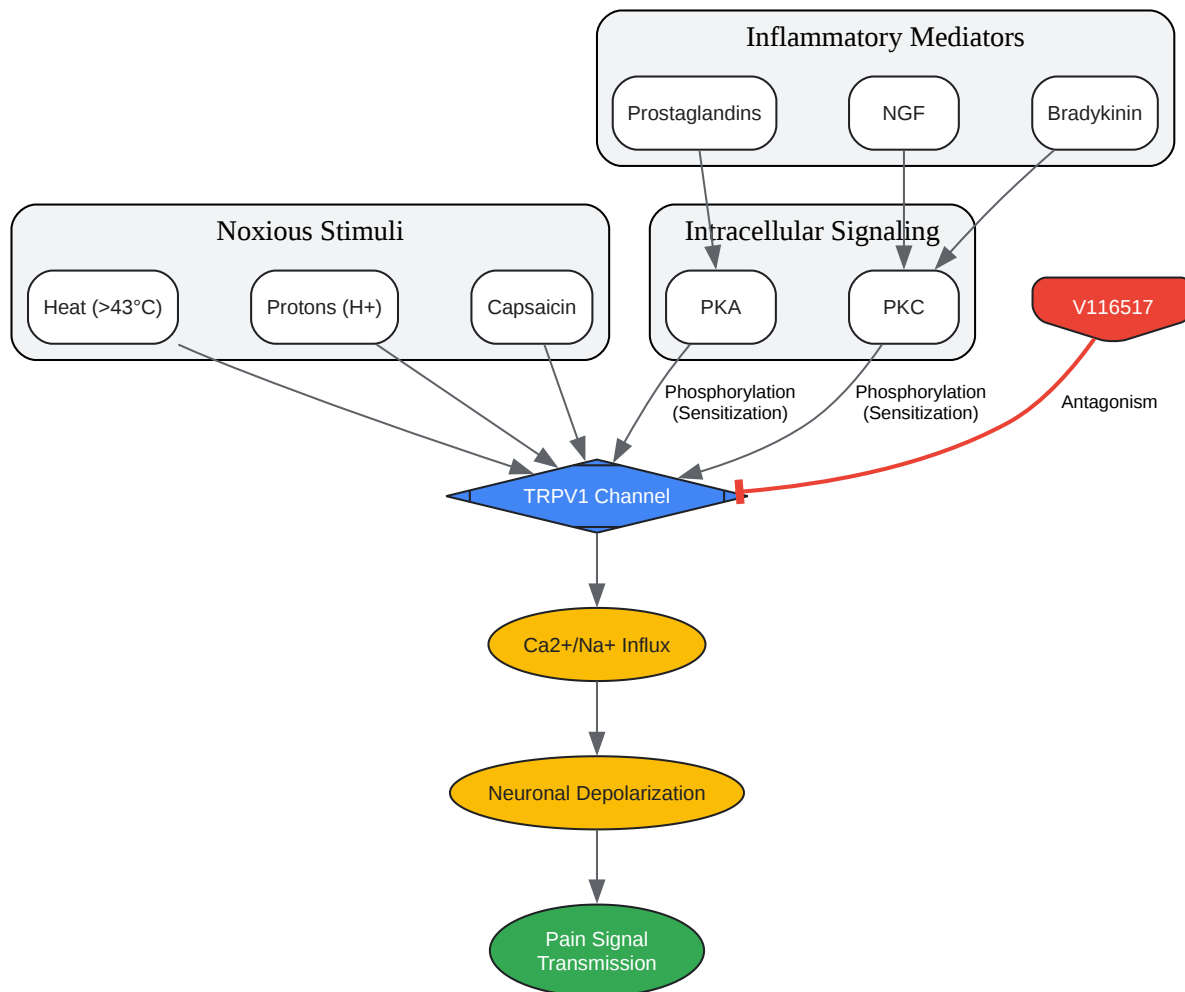 Inflammatory Mediators
Prostaglandins
NGF
Bradykinin
Noxious Stimuli
Heat (>43°C)
Protons (H+)
Capsaicin
Intracellular Signaling
PKA
PKC
V116517
Phosphorylation
(Sensitization)
Phosphorylation
(Sensitization)
Antagonism
TRPV1 Channel
Ca2+/Na+ Influx
Neuronal Depolarization
Pain Signal
Transmission